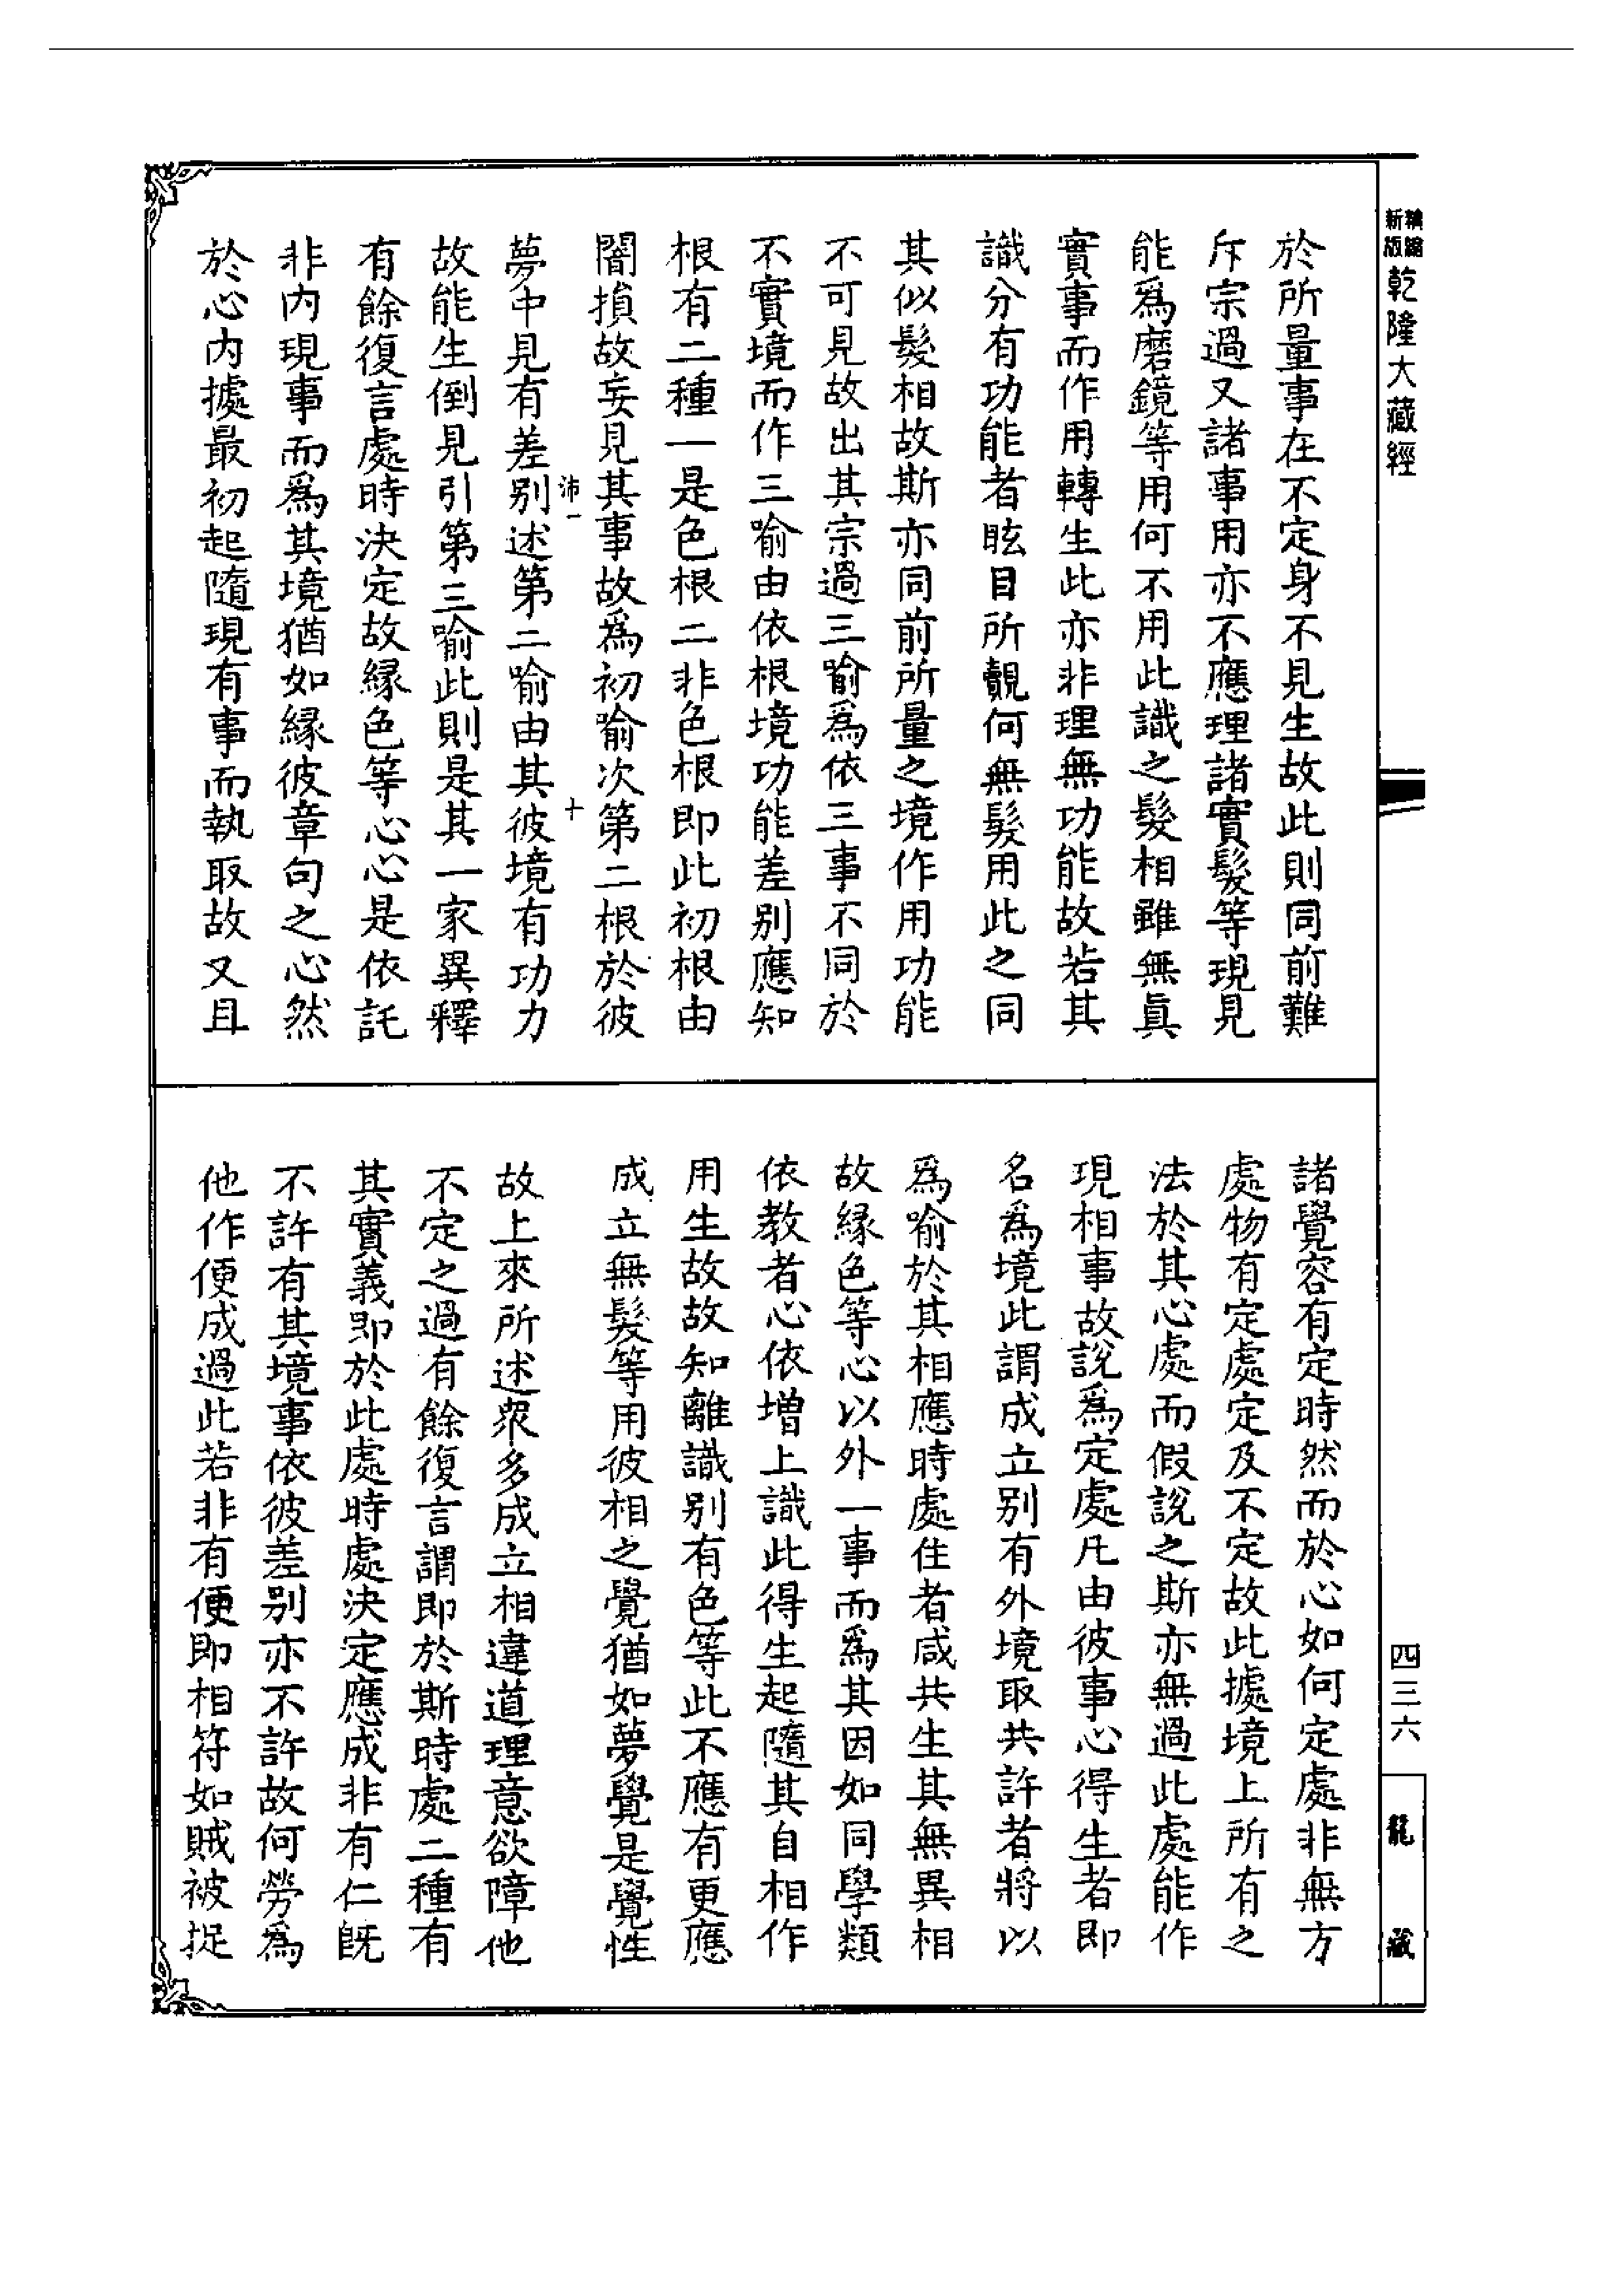 新版精縮乾隆大藏經
於所量事在不定身不見生故此則同前難
斥宗過又諸事用亦不應理諸實髮等現見
能爲磨鏡等用何不用此識之髮相雖無眞
實事而作用轉生此亦非理無功能故若其
識分有功能者眩目所覩何無髮用此之同
其似髮相故斯亦同前所量之境作用功能
不可見故出其宗過三喻爲依三事不同於
不實境而作三喻由依根境功能差别應知
根有二種一是色根二非色根即此初根由
闇損故妄見其事故爲初喻次第二根於彼
沛一
十
夢中見有差别述第二喻由其彼境有功力
故能生倒見引第三喻此則是其一家異釋
有餘復言處時決定故緣色等心心是依託
非內現事而爲其境猶如緣彼章句之心然
於心內據最初起隨現有事而執取故又且
諸覺容有定時然而於心如何定處非無方
處物有定處定及不定故此據境上所有之
法於其心處而假說之斯亦無過此處能作
現相事故說爲定處凡由彼事心得生者即
名爲境此謂成立别有外境取共許者將以
爲喻於其相應時處住者咸共生其無異相
故緣色等心以外一事而爲其因如同學類
依教者心依增上識此得生起隨其自相作
用生故故知離識別有色等此不應有更應
成立無髮等用彼相之覺猶如夢覺是覺性
故上來所述衆多成立相違道理意欲障他
不定之過有餘復言謂即於斯時處二種有
其實義即於此處時處決定應成非有仁既
不許有其境事依彼差别亦不許故何勞爲
他作便成過此若非有便即相符如賊被捉
四三六
龍藏